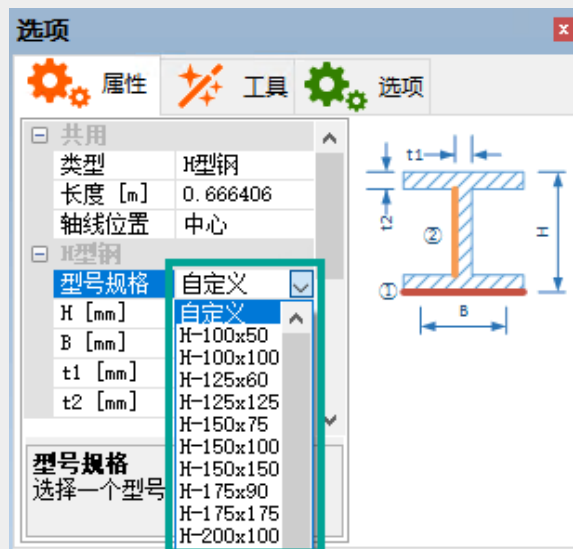 选项
属性
工具
选项
共用
类型 H型钢
长度 [m] 0.666406
轴线位置 中心
H型钢
型号规格 自定义
H [mm]
B [mm]
t1 [mm]
t2 [mm]
自定义
H-100x50
H-100x100
H-125x60
H-125x125
H-150x75
H-150x100
H-150x150
H-175x90
H-175x175
H-200x100
型号规格
选择一个型号
t1
t2
②
H
①
B